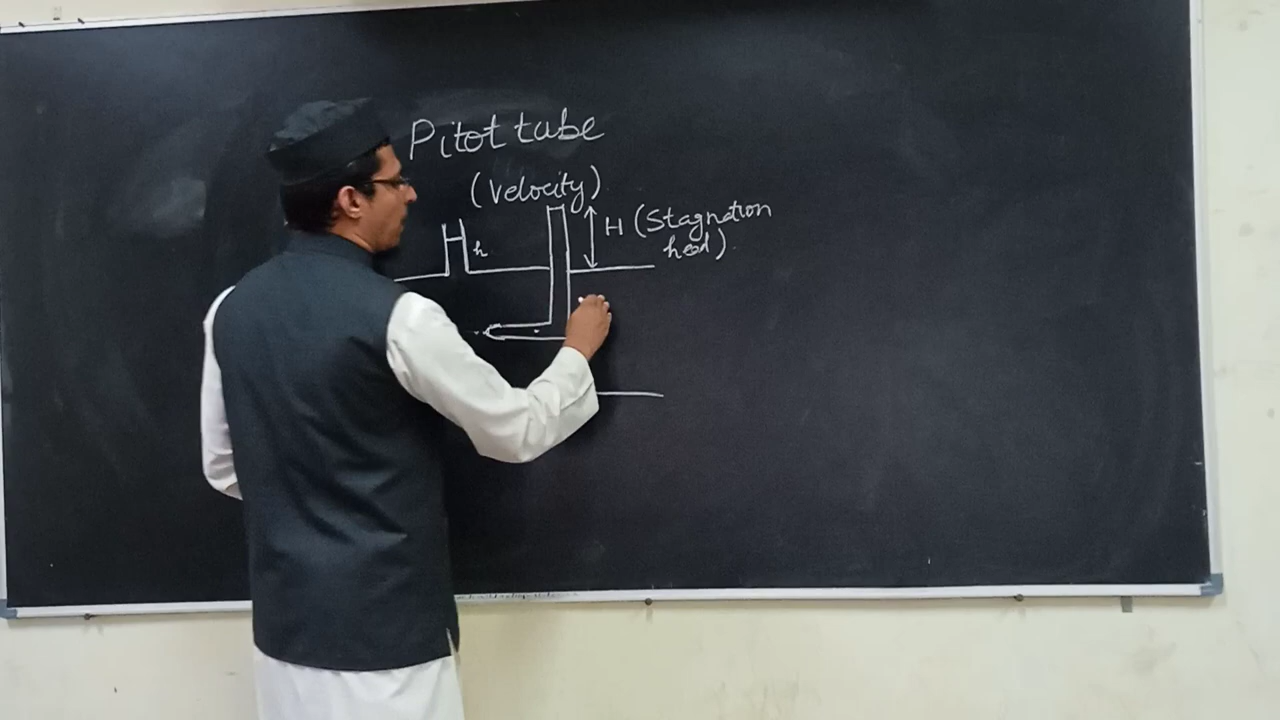 Pitot tube
(Velocity)
H (Stagnation
head)
h